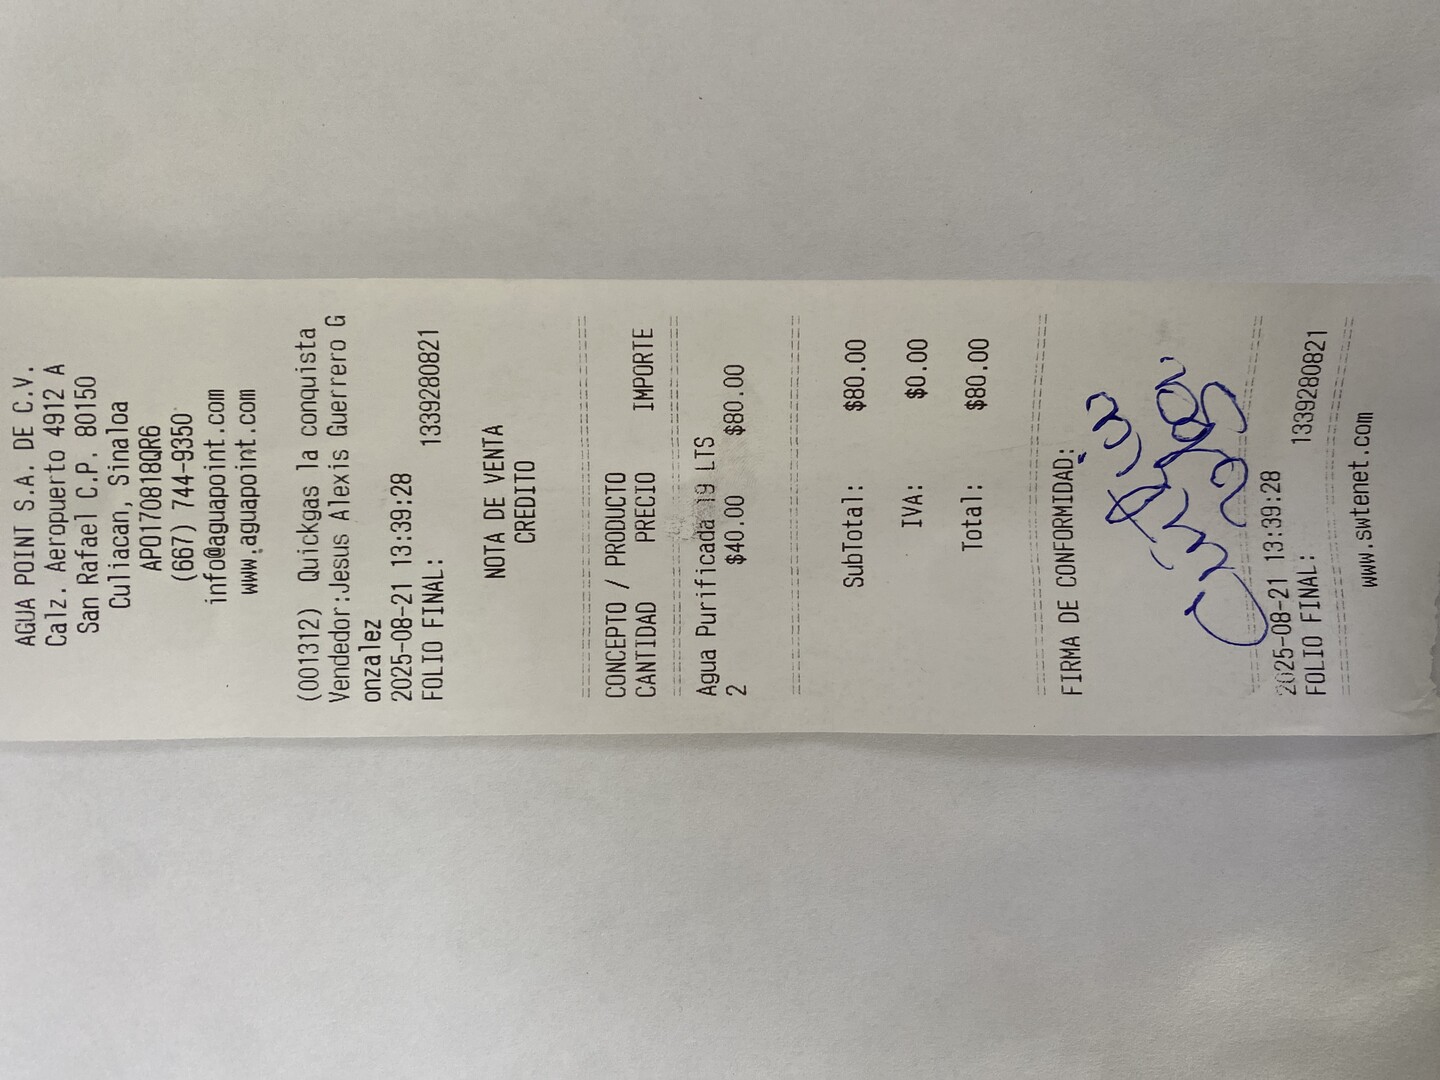 AGUA POINT S.A. DE C.V.
Calz. Aeropuerto 4912 A
San Rafael C.P. 80150
Culiacan, Sinaloa
APO170818QR6
(667) 744-9350
info@aguapoint.com
www.aguapoint.com
(001312) Quickgas la conquista
Vendedor:Jesus Alexis Guerrero G
onzalez
2025-08-21 13:39:28
FOLIO FINAL: 1339280821
NOTA DE VENTA
CREDITO
CONCEPTO / PRODUCTO
CANTIDAD PRECIO IMPORTE
Agua Purificada 19 LTS
2 $40.00 $80.00
SubTotal: $80.00
IVA: $0.00
Total: $80.00
FIRMA DE CONFORMIDAD:
2025-08-21 13:39:28
FOLIO FINAL: 1339280821
www.swtenet.com